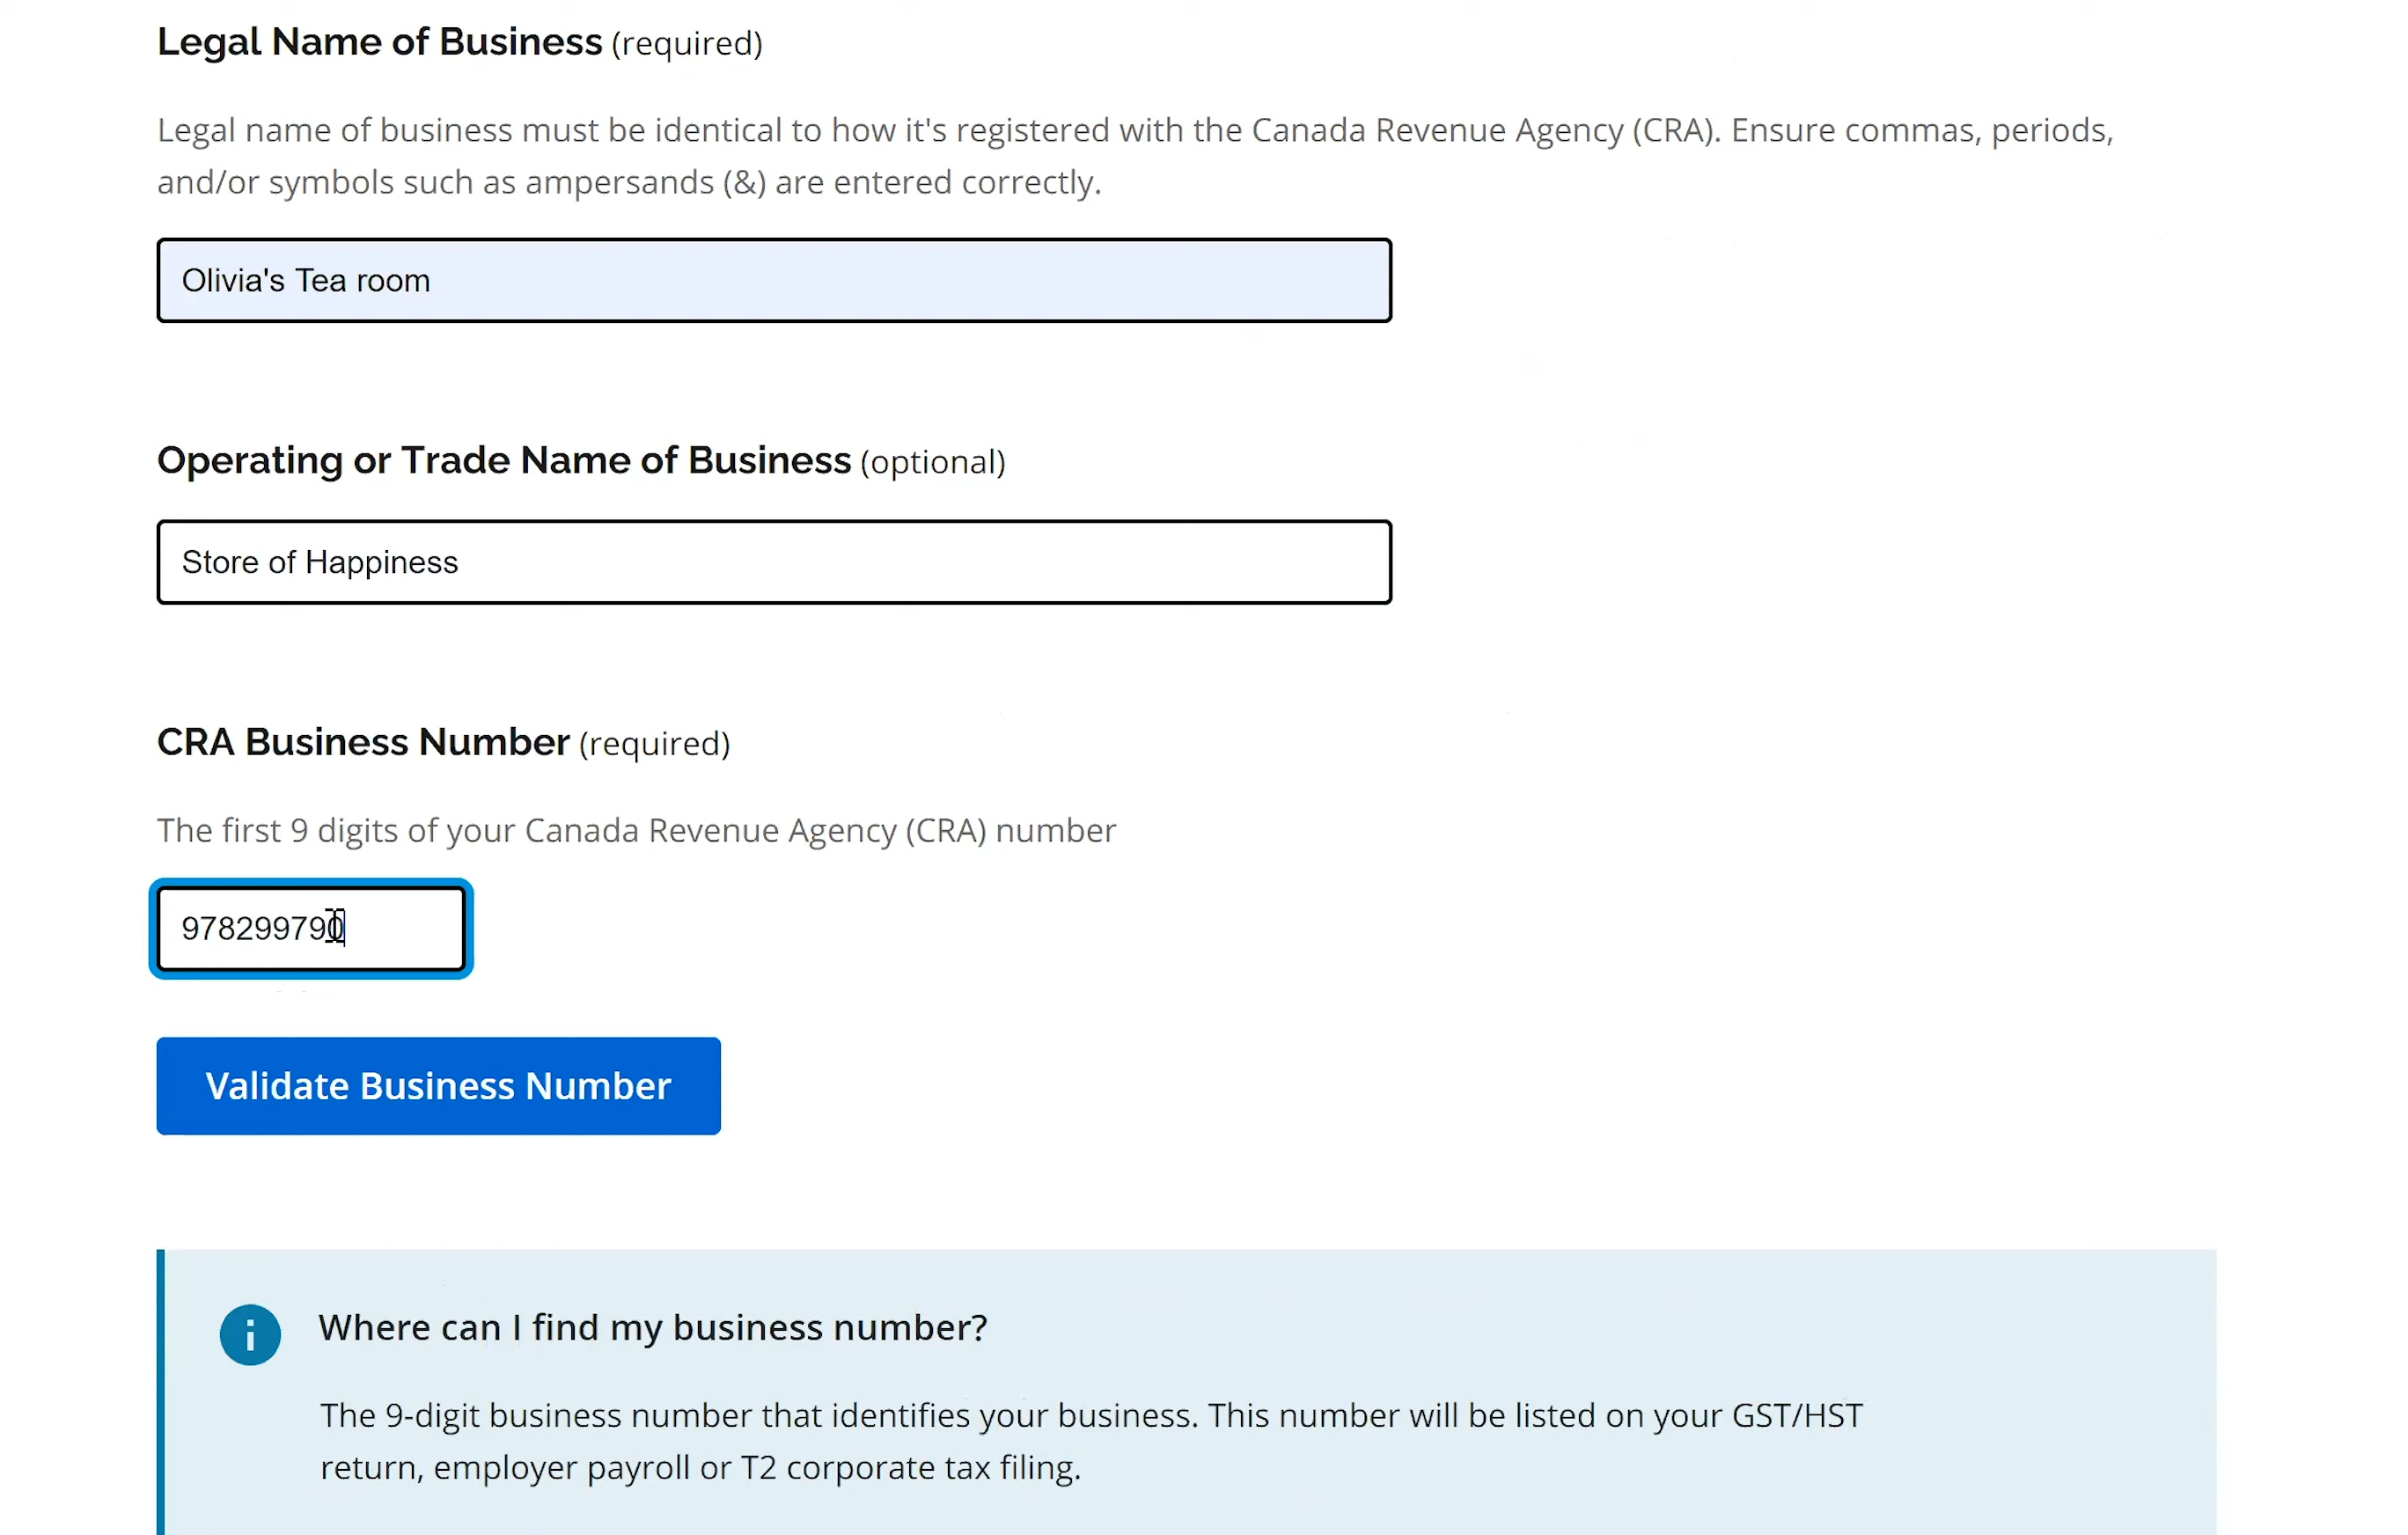 Legal Name of Business (required)
Legal name of business must be identical to how it's registered with the Canada Revenue Agency (CRA). Ensure commas, periods,
and/or symbols such as ampersands (&) are entered correctly.
Olivia's Tea room
Operating or Trade Name of Business (optional)
Store of Happiness
CRA Business Number (required)
The first 9 digits of your Canada Revenue Agency (CRA) number
978299790
Validate Business Number
Where can I find my business number?
The 9-digit business number that identifies your business. This number will be listed on your GST/HST
return, employer payroll or T2 corporate tax filing.